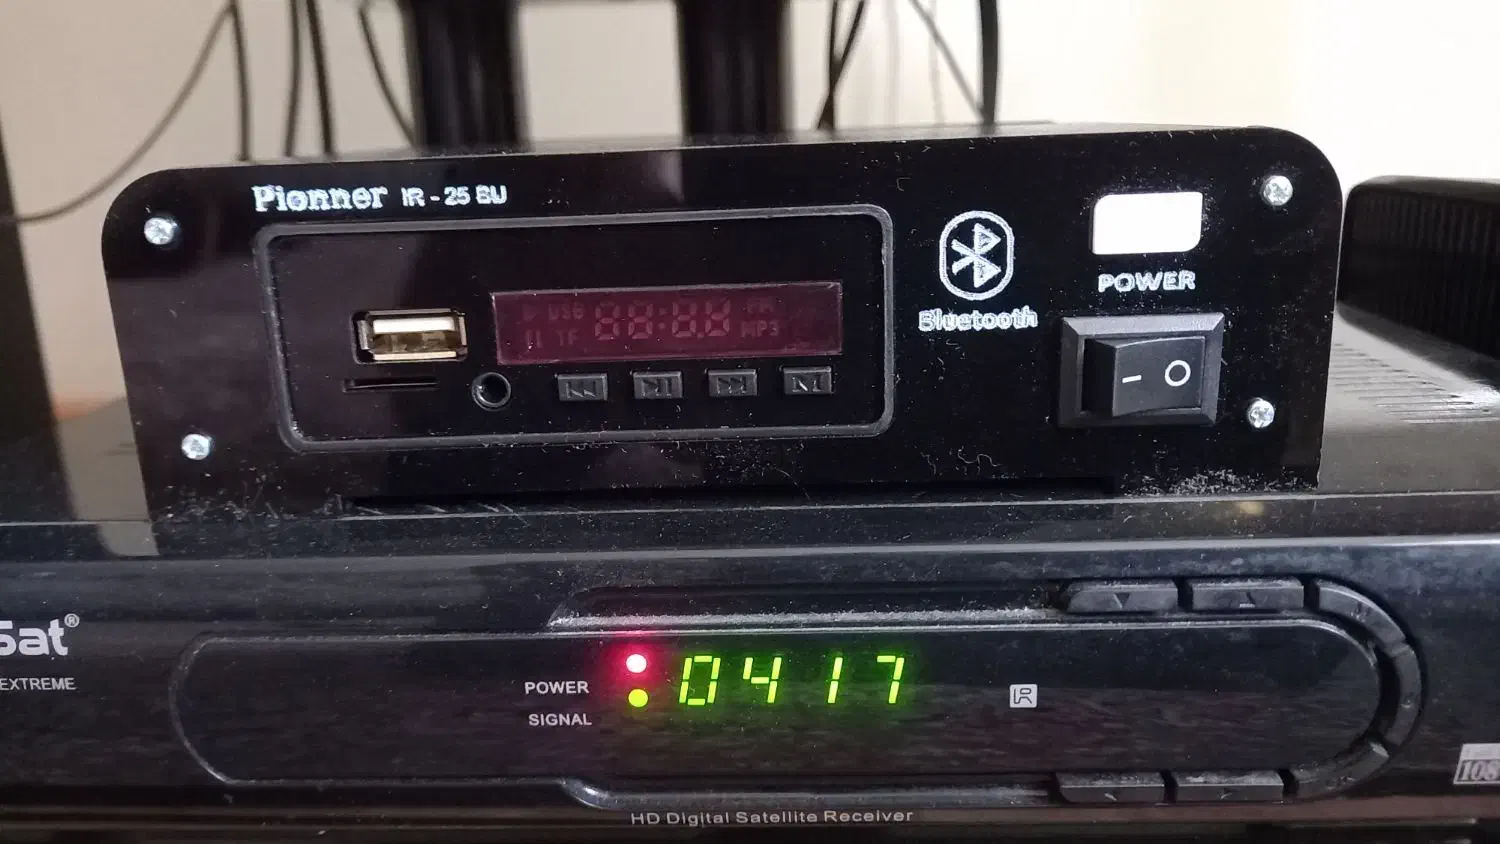 Pionner IR - 25 BU
USB
88:88
FM
TF
MP3
Bluetooth
POWER
- O
Sat®
EXTREME
POWER
SIGNAL
0417
IR
HD Digital Satellite Receiver